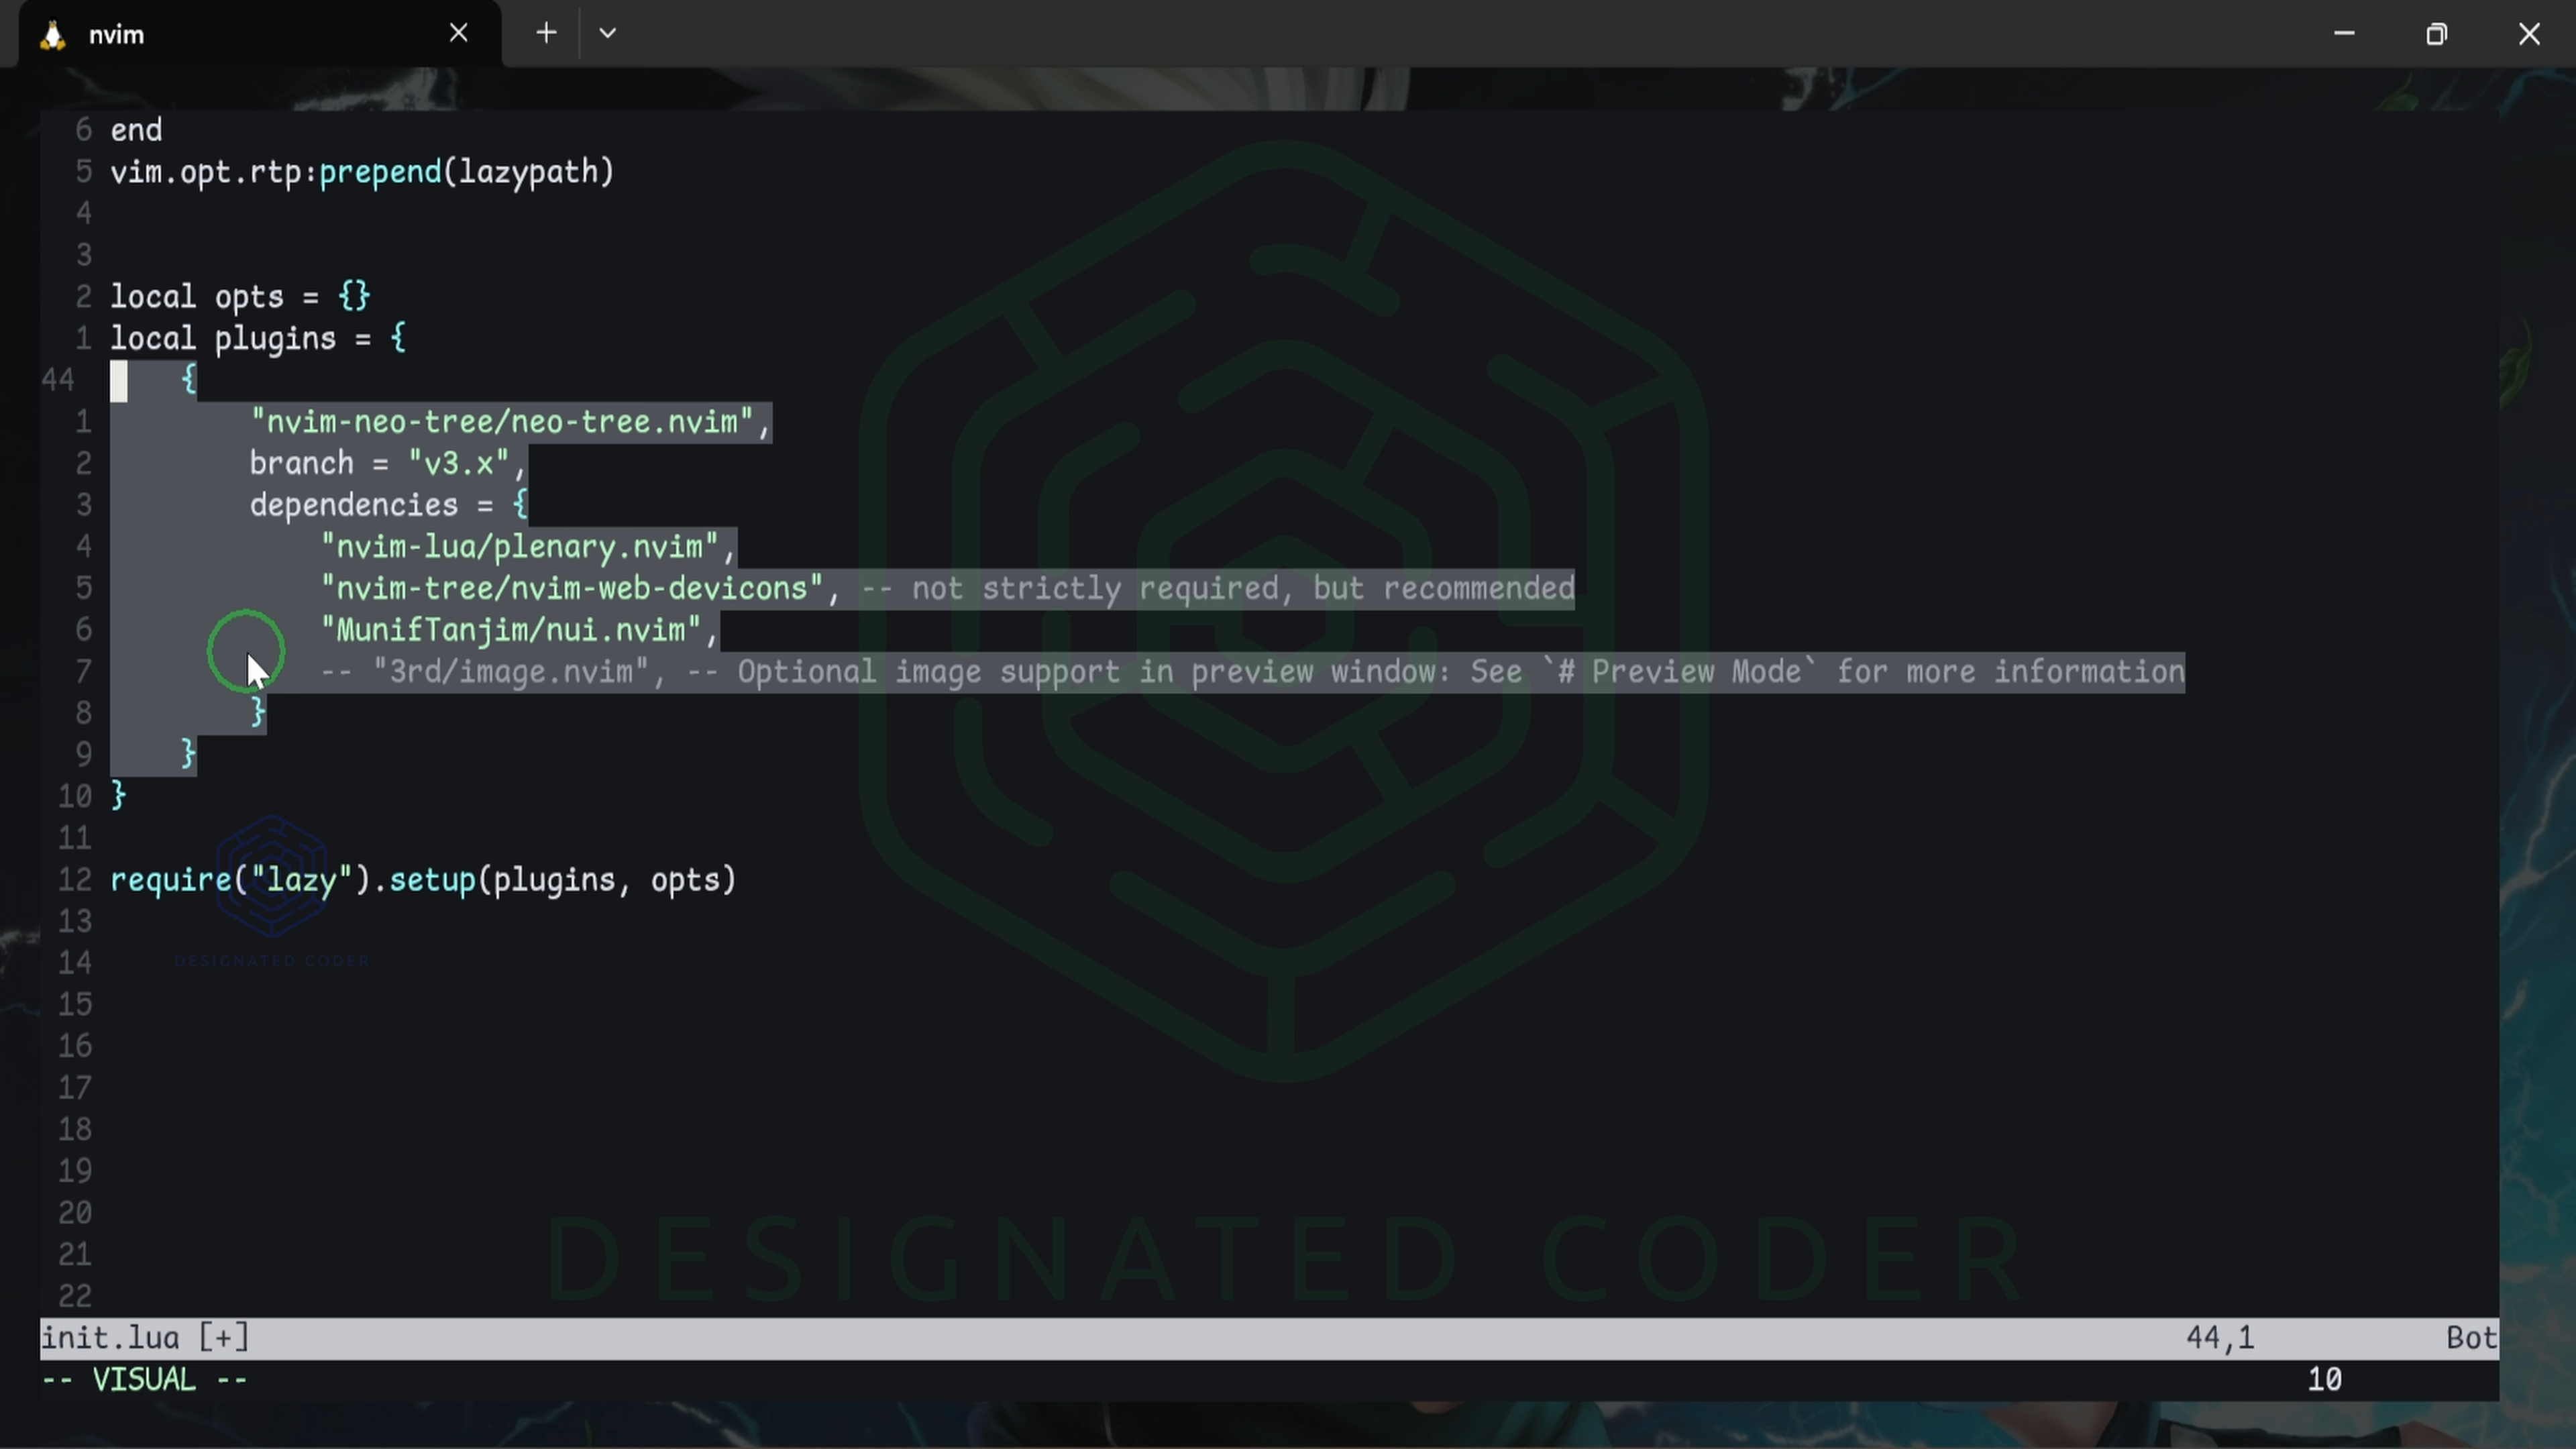 nvim
6 end
5 vim.opt.rtp:prepend(lazypath)
4
3
2 local opts = {}
1 local plugins = {
44 {
1 "nvim-neo-tree/neo-tree.nvim",
2 branch = "v3.x",
3 dependencies = {
4 "nvim-lua/plenary.nvim",
5 "nvim-tree/nvim-web-devicons", -- not strictly required, but recommended
6 "MunifTanjim/nui.nvim",
7 -- "3rd/image.nvim", -- Optional image support in preview window: See `# Preview Mode` for more information
8 }
9 }
10 }
11
12 require("lazy").setup(plugins, opts)
13
14
DESIGNATED CODER
15
16
17
18
19
20
21
DESIGNATED CODER
22
init.lua [+] 44,1 Bot
-- VISUAL -- 10